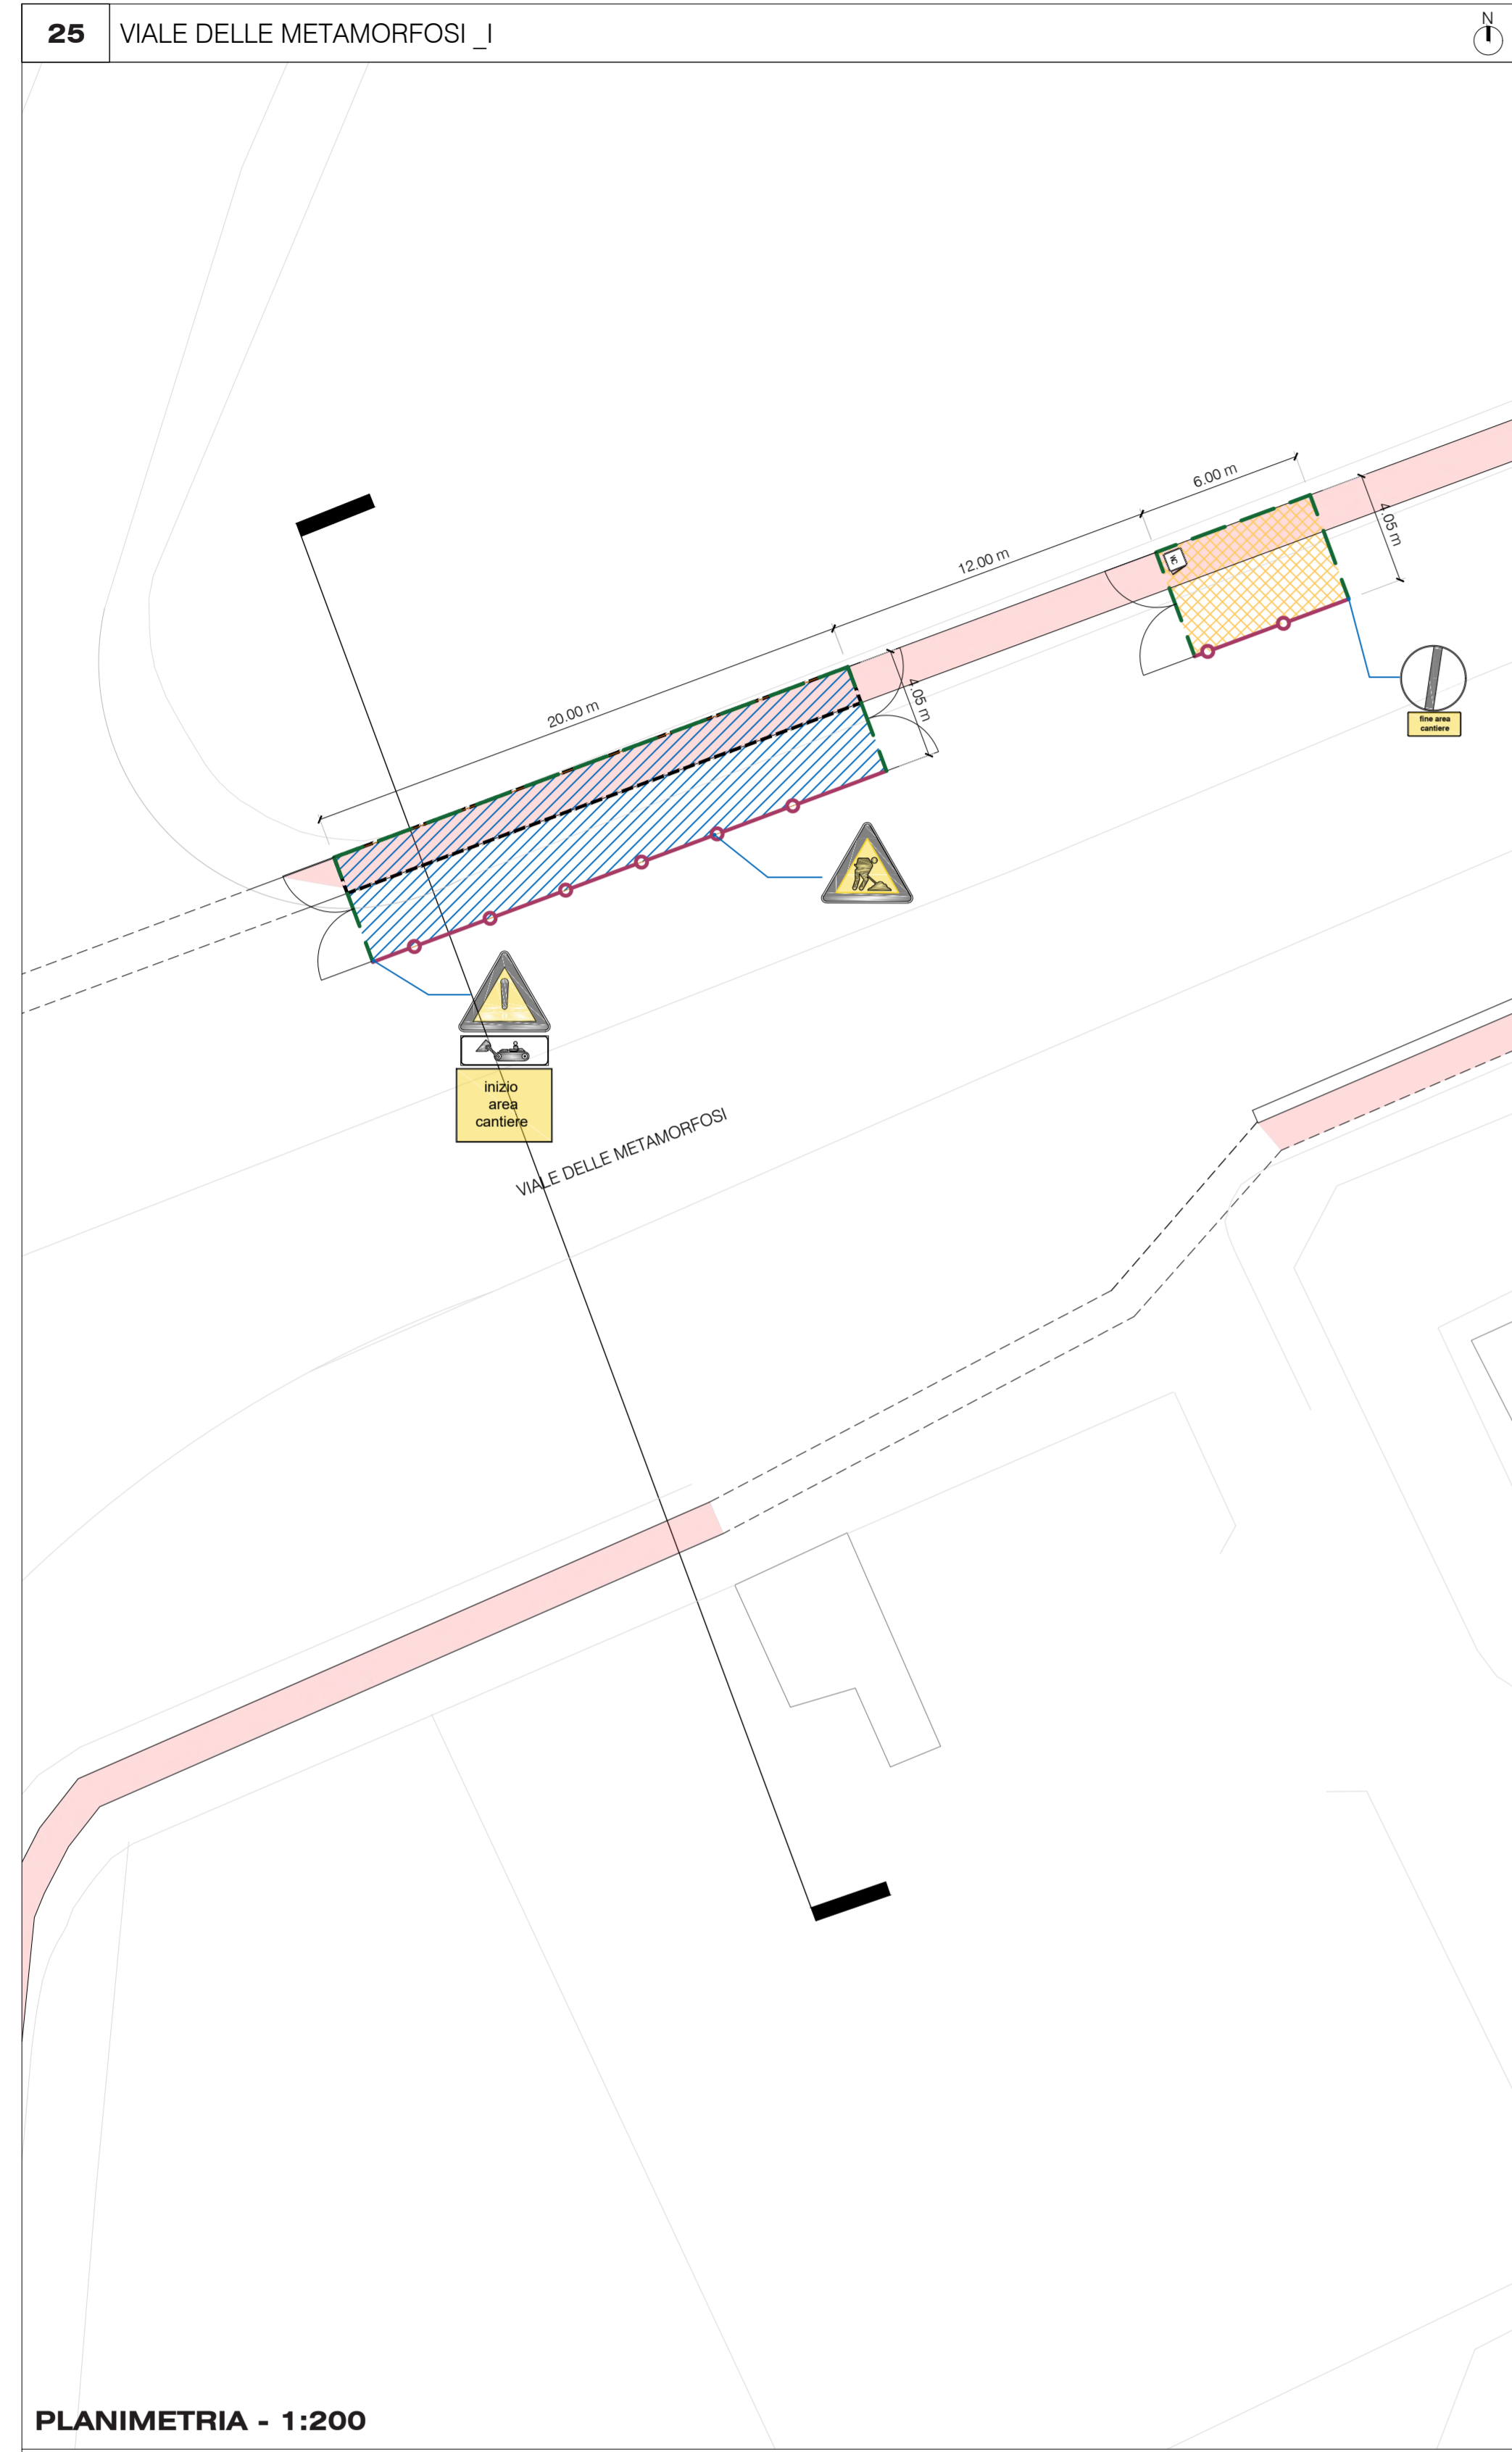 25
VIALE DELLE METAMORFOSI _I
N
6.00 m
4.05 m
12.00 m
WC
20.00 m
4.05 m
fine area
cantiere
inizio
area
cantiere
VIALE DELLE METAMORFOSI
PLANIMETRIA - 1:200